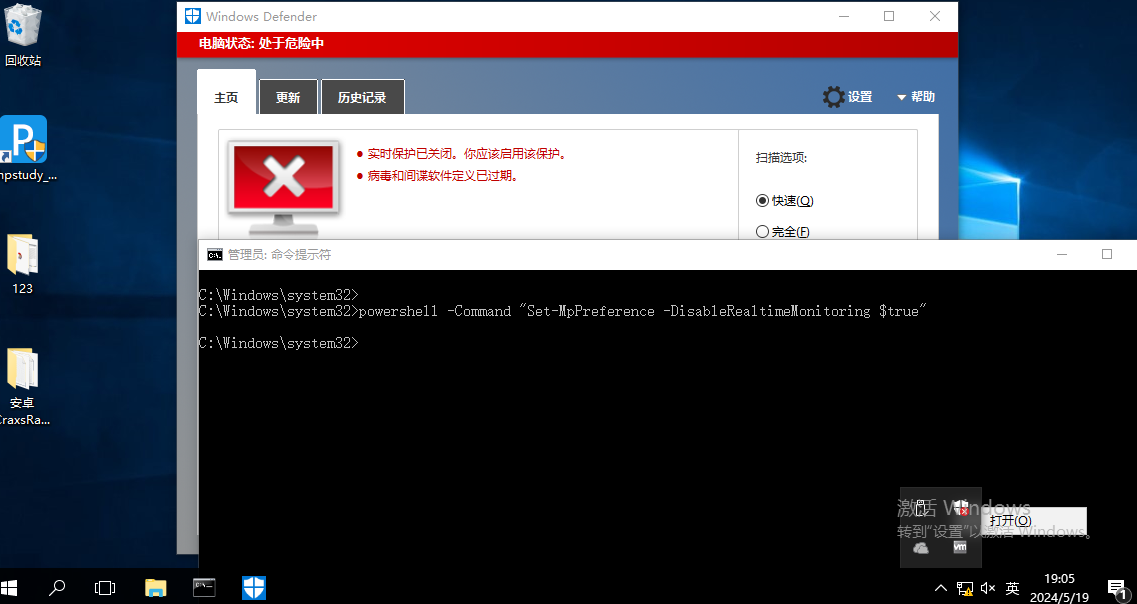 回收站
npstudy_...
123
安卓
CraxsRa...
Windows Defender
电脑状态: 处于危险中
主页
更新
历史记录
设置
帮助
实时保护已关闭。你应该启用该保护。
病毒和间谍软件定义已过期。
扫描选项:
快速(Q)
完全(F)
管理员: 命令提示符
C:\Windows\system32>
C:\Windows\system32>powershell -Command "Set-MpPreference -DisableRealtimeMonitoring $true"
C:\Windows\system32>
激活 Windows
转到"设置"以激活 Windows。
打开(O)
vm
英
19:05
2024/5/19
1